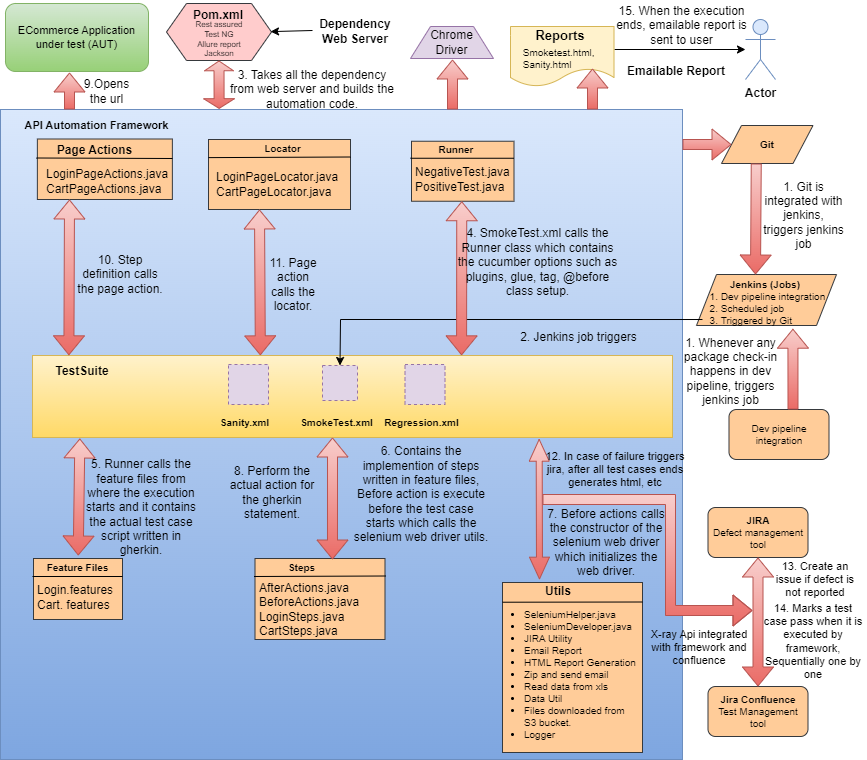 ECommerce Application
under test (AUT)
Pom.xml
Rest assured
Test NG
Allure report
Jackson
Dependency
Web Server
Chrome
Driver
Reports
Smoketest.html,
Sanity.html
15. When the execution
ends, emailable report is
sent to user
Emailable Report
Actor
9.Opens
the url
3. Takes all the dependency
from web server and builds the
automation code.
API Automation Framework
Page Actions
LoginPageActions.java
CartPageActions.java
Locator
LoginPageLocator.java
CartPageLocator.java
Runner
NegativeTest.java
PositiveTest.java
Git
1. Git is
integrated with
jenkins,
triggers jenkins
job
10. Step
definition calls
the page action.
11. Page
action
calls the
locator.
4. SmokeTest.xml calls the
Runner class which contains
the cucumber options such as
plugins, glue, tag, @before
class setup.
Jenkins (Jobs)
1. Dev pipeline integration
2. Scheduled job
3. Triggered by Git
2. Jenkins job triggers
1. Whenever any
package check-in
happens in dev
pipeline, triggers
jenkins job
TestSuite
Sanity.xml
SmokeTest.xml
Regression.xml
Dev pipeline
integration
5. Runner calls the
feature files from
where the execution
starts and it contains
the actual test case
script written in
gherkin.
8. Perform the
actual action for
the gherkin
statement.
6. Contains the
implemention of steps
written in feature files,
Before action is execute
before the test case
starts which calls the
selenium web driver utils.
12. In case of failure triggers
jira, after all test cases ends
generates html, etc
7. Before actions calls
the constructor of the
selenium web driver
which initializes the
web driver.
JIRA
Defect management
tool
13. Create an
issue if defect is
not reported
14. Marks a test
case pass when it is
executed by
framework,
Sequentially one by
one
Feature Files
Login.features
Cart. features
Steps
AfterActions.java
BeforeActions.java
LoginSteps.java
CartSteps.java
Utils
SeleniumHelper.java
SeleniumDeveloper.java
JIRA Utility
Email Report
HTML Report Generation
Zip and send email
Read data from xls
Data Util
Files downloaded from
S3 bucket.
Logger
X-ray Api integrated
with framework and
confluence
Jira Confluence
Test Management
tool